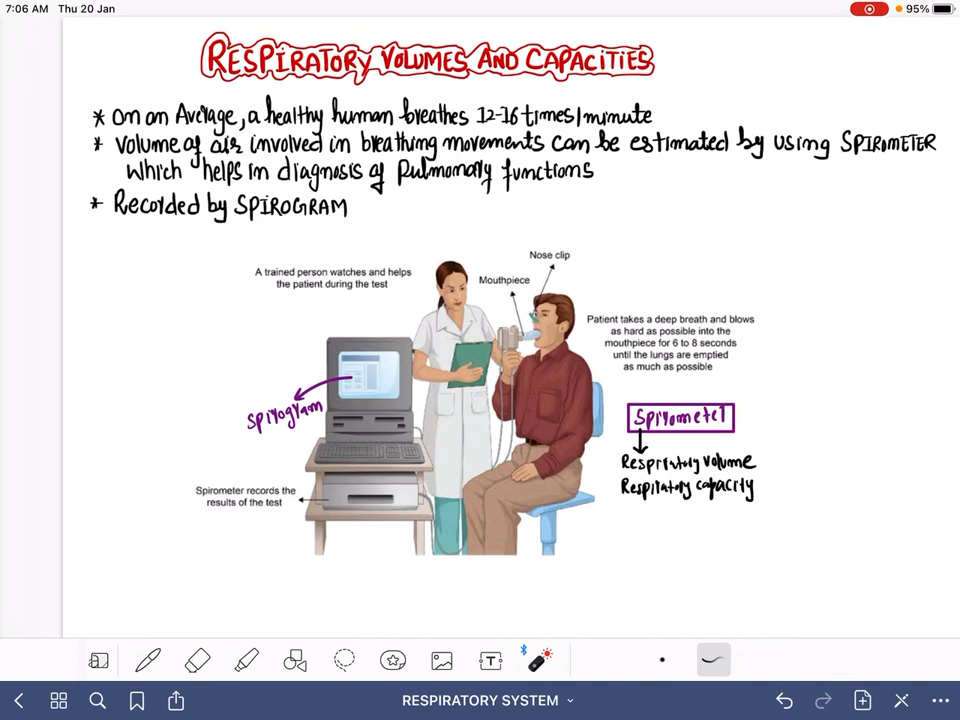 7:06 AM Thu 20 Jan
95%
RESPIRATORY VOLUMES AND CAPACITIES
* On an Average, a healthy human breathes 12-16 times/minute
* Volume of air involved in breathing movements can be estimated by using SPIROMETER
which helps in diagnosis of Pulmonary functions
* Recorded by SPIROGRAM
Nose clip
A trained person watches and helps
the patient during the test
Mouthpiece
Patient takes a deep breath and blows
as hard as possible into the
mouthpiece for 6 to 8 seconds
until the lungs are emptied
as much as possible
Spirogram
Spirometer
Respiratory volume
Respiratory capacity
Spirometer records the
results of the test
RESPIRATORY SYSTEM